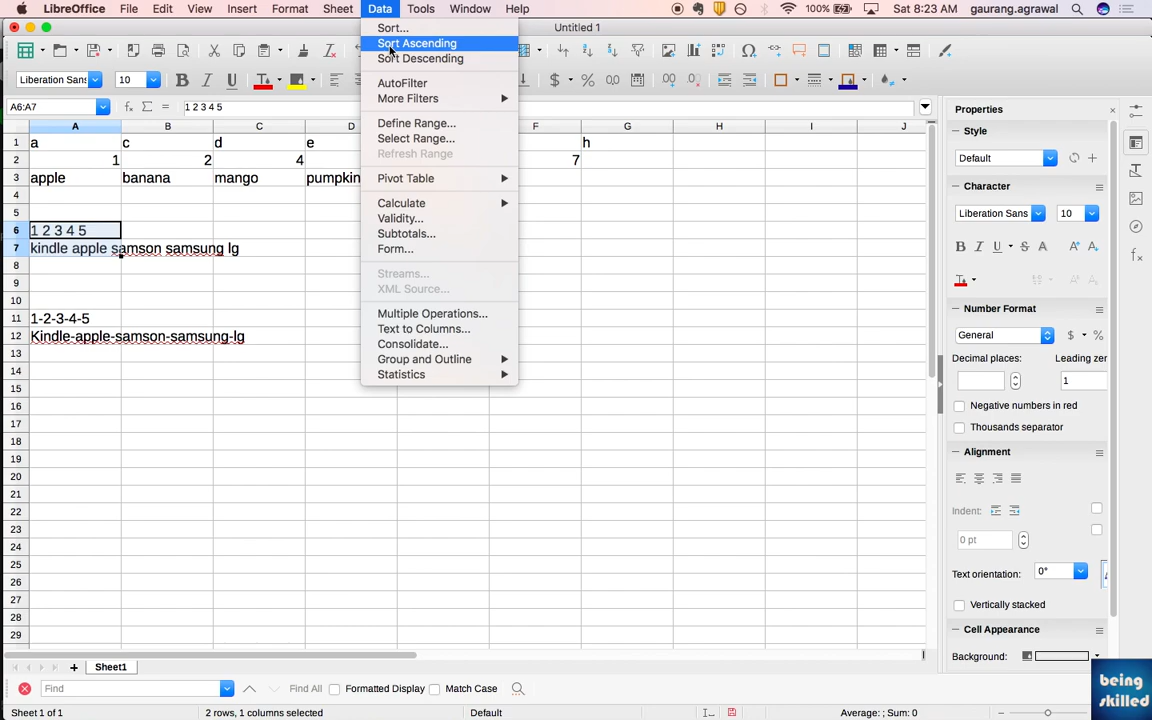 LibreOffice File Edit View Insert Format Sheet Data Tools Window Help 100% Sat 8:23 AM gaurang.agrawal
Untitled 1
Liberation Sans 10
A6:A7 1 2 3 4 5
A B C D F G H I J
1 a c d e h
2 1 2 4 7
3 apple banana mango pumpkin
4
5
6 1 2 3 4 5
7 kindle apple samson samsung lg
8
9
10
11 1-2-3-4-5
12 Kindle-apple-samson-samsung-lg
13
14
15
16
17
18
19
20
21
22
23
24
25
26
27
28
29
Sort...
Sort Ascending
Sort Descending
AutoFilter
More Filters
Define Range...
Select Range...
Refresh Range
Pivot Table
Calculate
Validity...
Subtotals...
Form...
Streams...
XML Source...
Multiple Operations...
Text to Columns...
Consolidate...
Group and Outline
Statistics
Properties
Style
Default
Character
Liberation Sans 10
Number Format
General
Decimal places: Leading zer
1
Negative numbers in red
Thousands separator
Alignment
Indent:
0 pt
Text orientation: 0°
Vertically stacked
Cell Appearance
Background:
Sheet1
Find Find All Formatted Display Match Case
Sheet 1 of 1 2 rows, 1 columns selected Default Average: ; Sum: 0
being
skilled